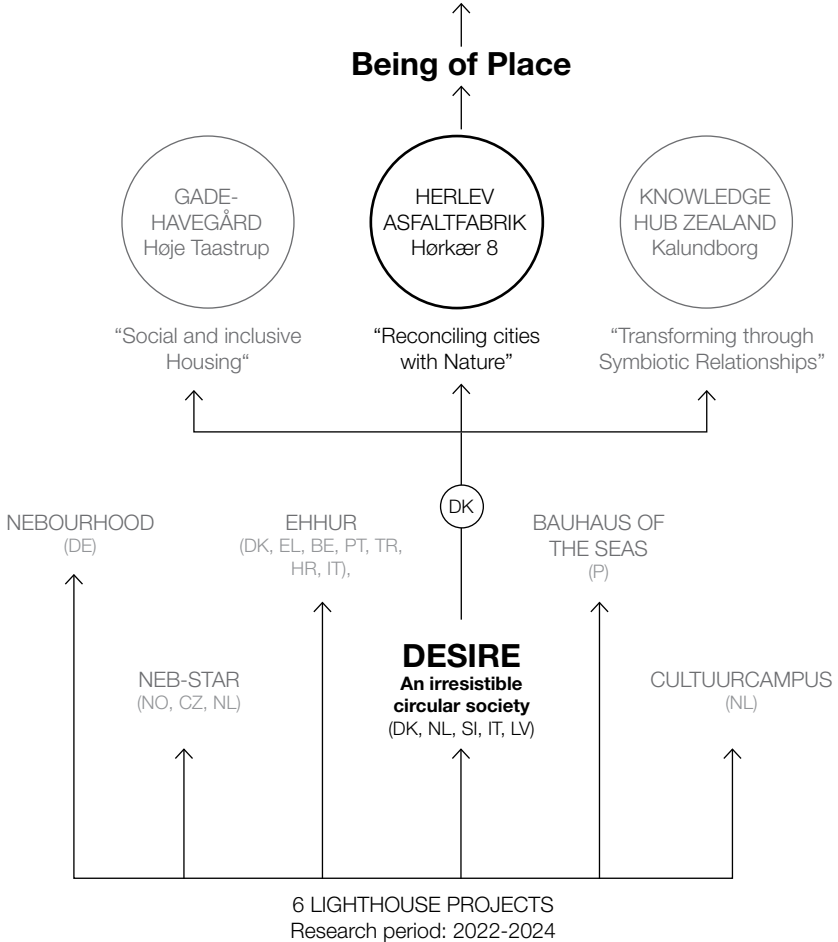 Being of Place
GADE-
HAVEGÅRD
Høje Taastrup
HERLEV
ASFALTFABRIK
Hørkær 8
KNOWLEDGE
HUB ZEALAND
Kalundborg
“Social and inclusive
Housing“
“Reconciling cities
with Nature”
“Transforming through
Symbiotic Relationships”
DK
NEBOURHOOD
(DE)
EHHUR
(DK, EL, BE, PT, TR,
HR, IT),
BAUHAUS OF
THE SEAS
(P)
NEB-STAR
(NO, CZ, NL)
DESIRE
An irresistible
circular society
(DK, NL, SI, IT, LV)
CULTUURCAMPUS
(NL)
6 LIGHTHOUSE PROJECTS
Research period: 2022-2024